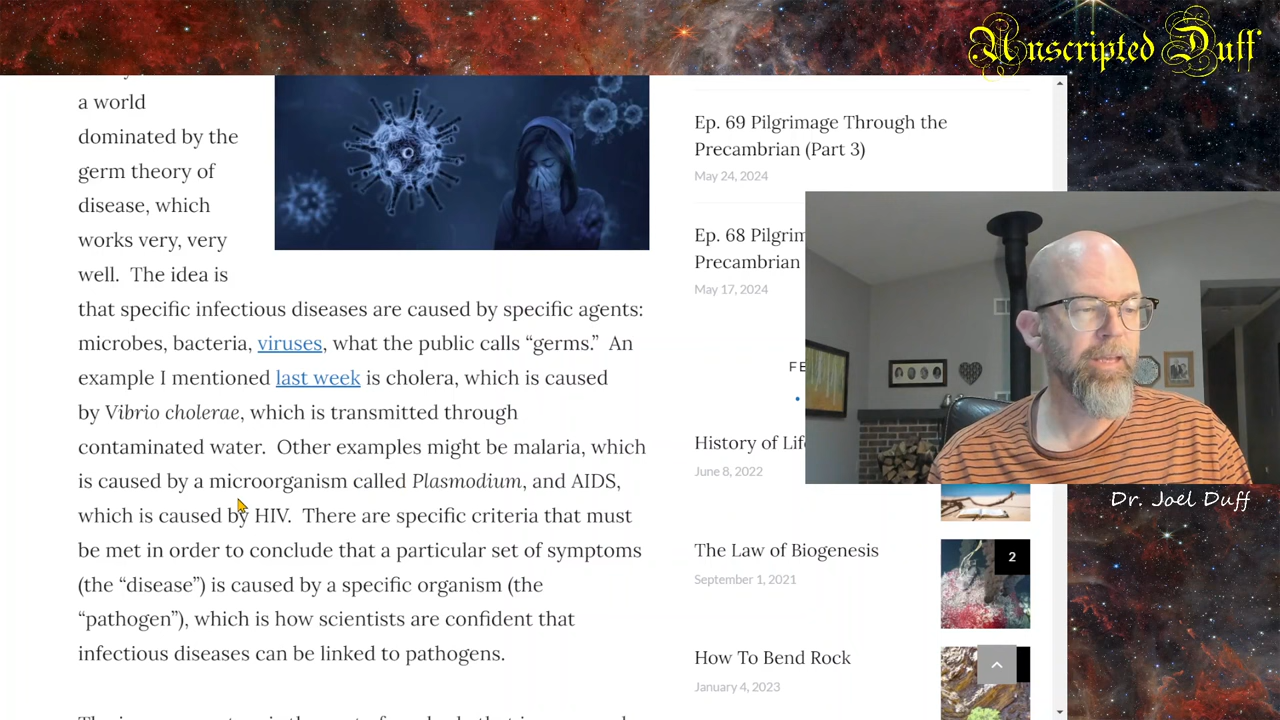 Unscripted Duff
a world
dominated by the
germ theory of
disease, which
works very, very
well.  The idea is
that specific infectious diseases are caused by specific agents:
microbes, bacteria, viruses, what the public calls “germs.”  An
example I mentioned last week is cholera, which is caused
by Vibrio cholerae, which is transmitted through
contaminated water.  Other examples might be malaria, which
is caused by a microorganism called Plasmodium, and AIDS,
which is caused by HIV.  There are specific criteria that must
be met in order to conclude that a particular set of symptoms
(the “disease”) is caused by a specific organism (the
“pathogen”), which is how scientists are confident that
infectious diseases can be linked to pathogens.
Ep. 69 Pilgrimage Through the
Precambrian (Part 3)
May 24, 2024
Ep. 68 Pilgrim
Precambrian
May 17, 2024
FE
History of Life
June 8, 2022
The Law of Biogenesis
September 1, 2021
2
How To Bend Rock
January 4, 2023
Dr. Joel Duff